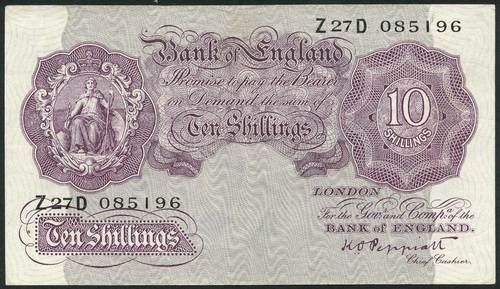 Z27D 085196
Bank of England
Promise to pay the Bearer
on Demand the sum of
Ten Shillings
10
SHILLINGS
Z27D 085196
Ten Shillings
LONDON
For the Govr. and Compa. of the
BANK OF ENGLAND.
K.O. Peppiatt
Chief Cashier.